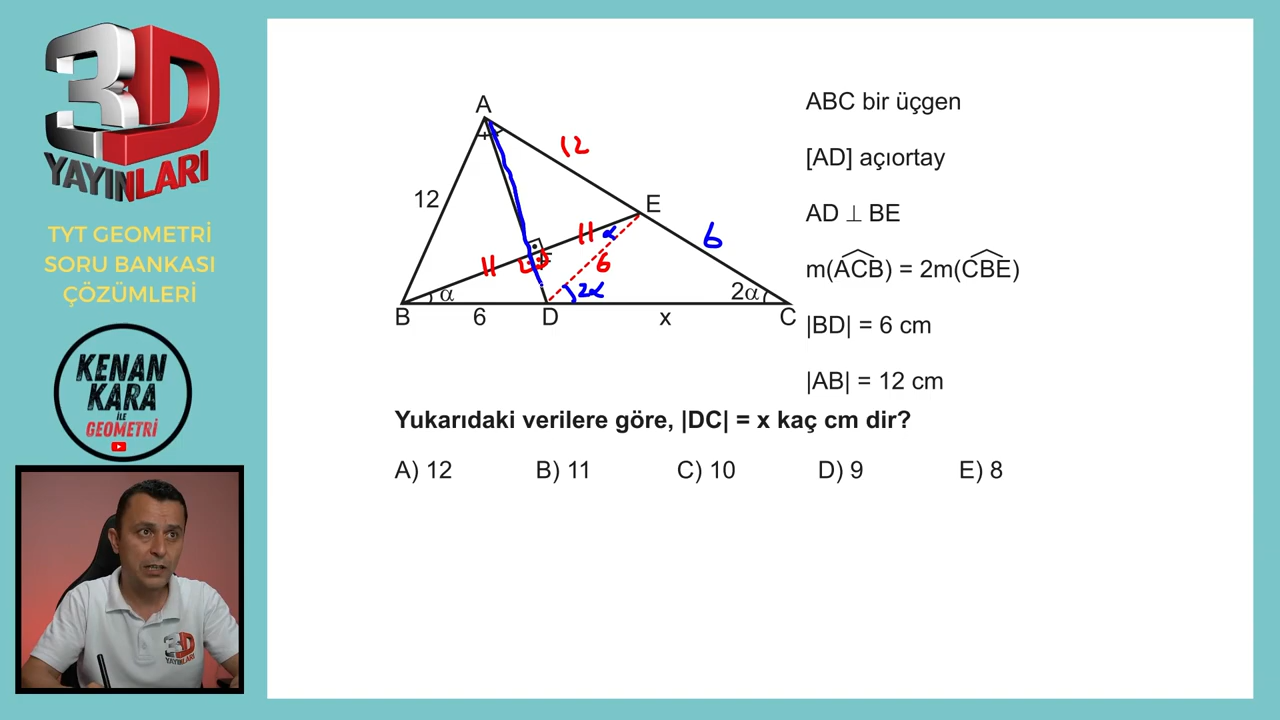 3D
YAYINLARI
TYT GEOMETRİ
SORU BANKASI
ÇÖZÜMLERİ
KENAN
KARA
İLE
GEOMETRİ
3D
YAYINLARI
A
12
12
E
6
α
6
2α
α
2α
B
6
D
x
C
ABC bir üçgen
[AD] açıortay
AD ⊥ BE
m(ACB) = 2m(CBE)
|BD| = 6 cm
|AB| = 12 cm
Yukarıdaki verilere göre, |DC| = x kaç cm dir?
A) 12 B) 11 C) 10 D) 9 E) 8